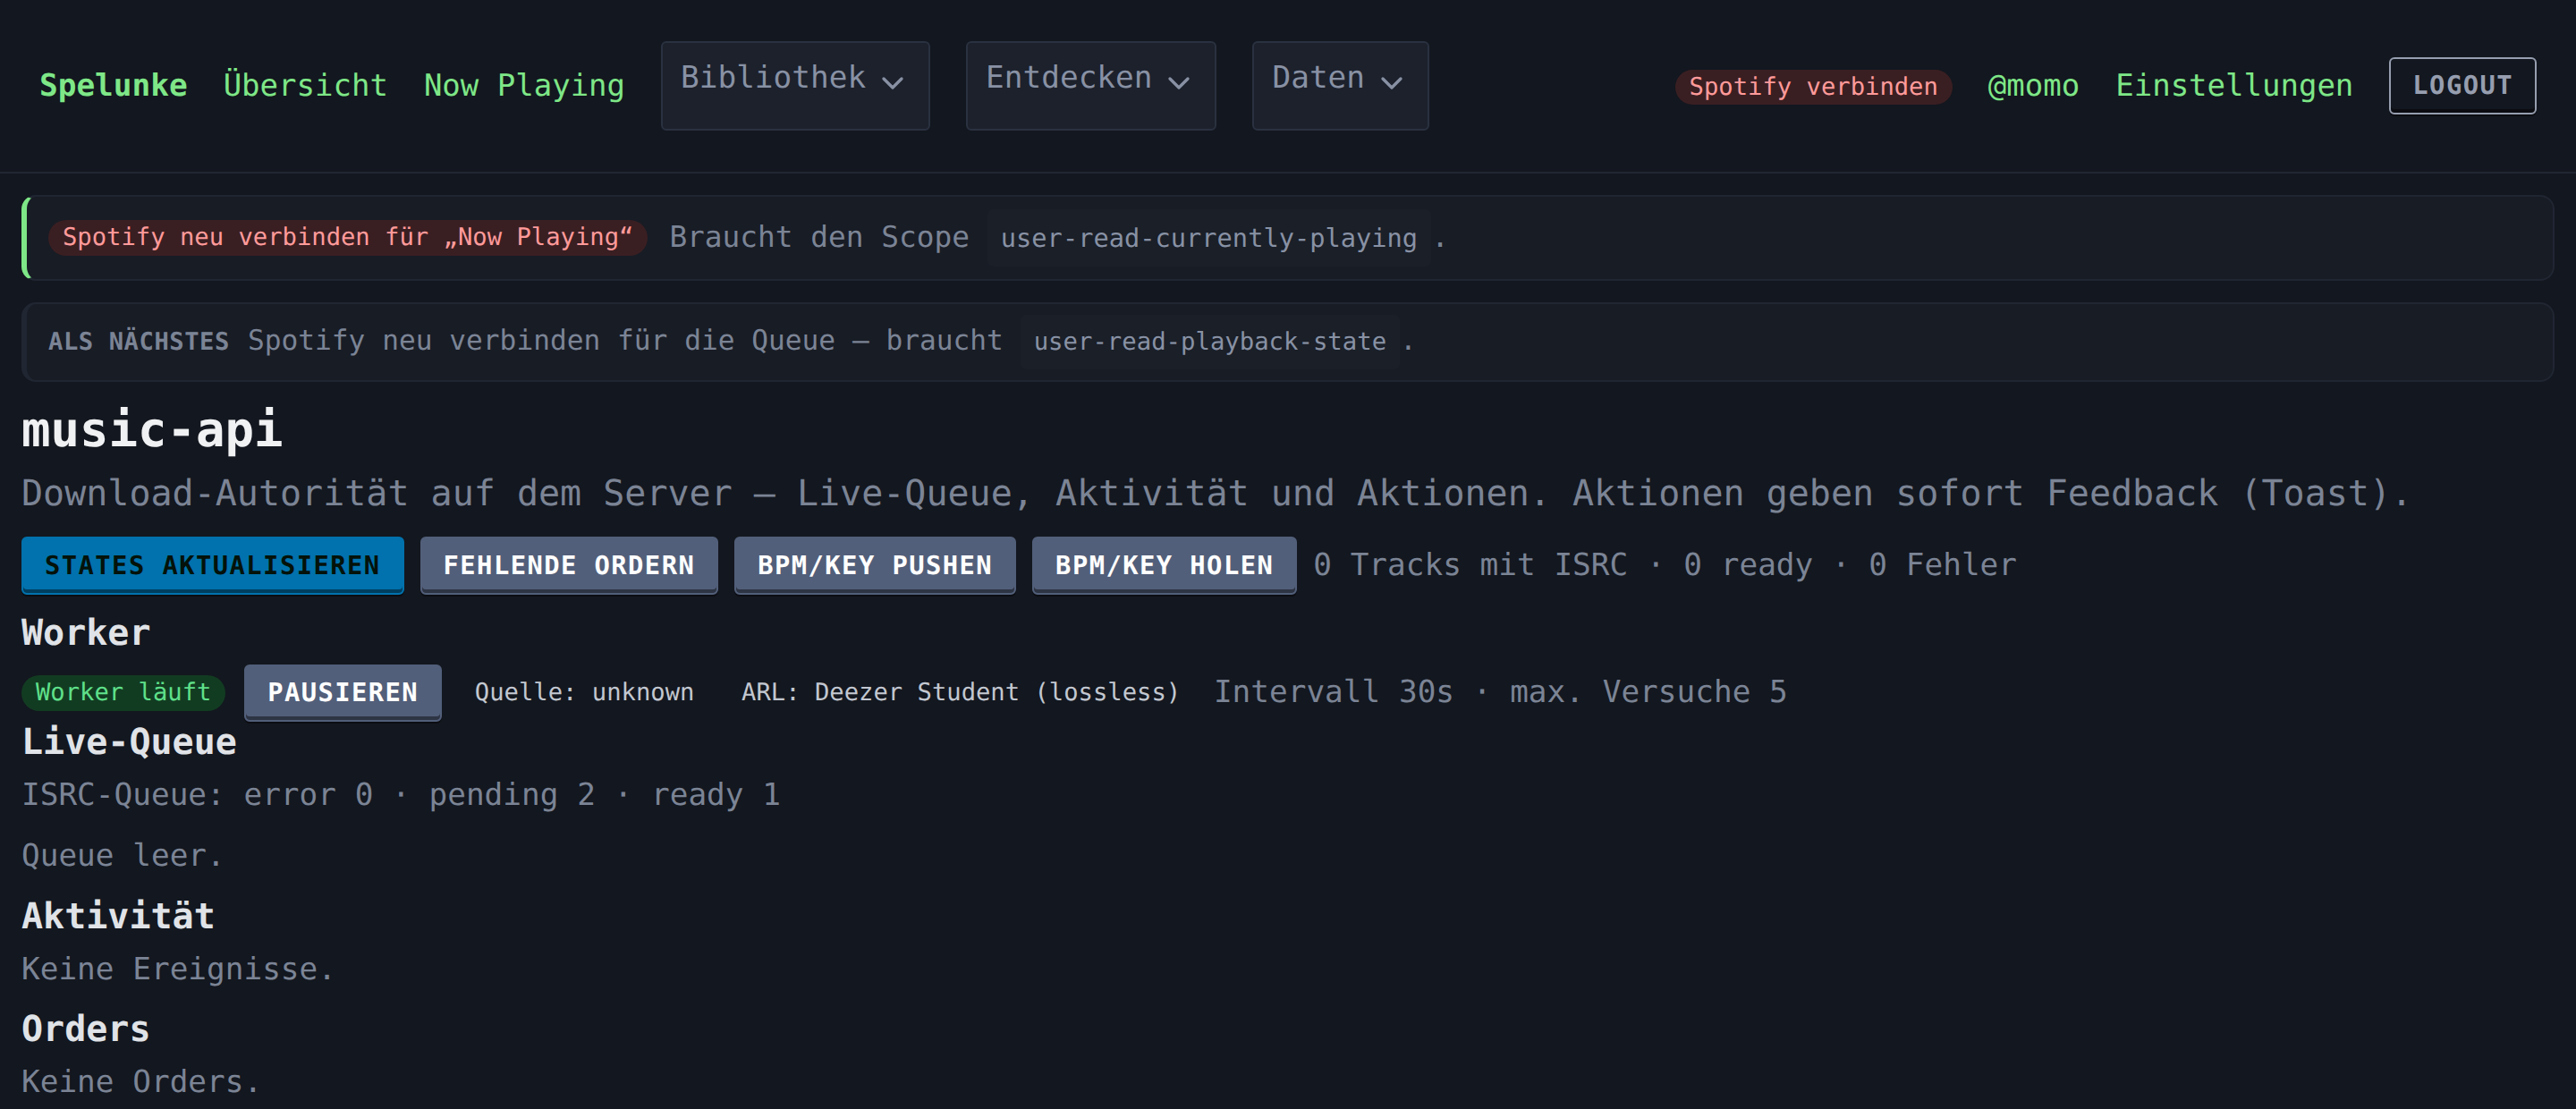 Spelunke Übersicht Now Playing Bibliothek Entdecken Daten Spotify verbinden @momo Einstellungen LOGOUT
Spotify neu verbinden für „Now Playing“ Braucht den Scope user-read-currently-playing.
ALS NÄCHSTES Spotify neu verbinden für die Queue — braucht user-read-playback-state.
music-api
Download-Autorität auf dem Server — Live-Queue, Aktivität und Aktionen. Aktionen geben sofort Feedback (Toast).
STATES AKTUALISIEREN FEHLENDE ORDERN BPM/KEY PUSHEN BPM/KEY HOLEN 0 Tracks mit ISRC · 0 ready · 0 Fehler
Worker
Worker läuft PAUSIEREN Quelle: unknown ARL: Deezer Student (lossless) Intervall 30s · max. Versuche 5
Live-Queue
ISRC-Queue: error 0 · pending 2 · ready 1
Queue leer.
Aktivität
Keine Ereignisse.
Orders
Keine Orders.